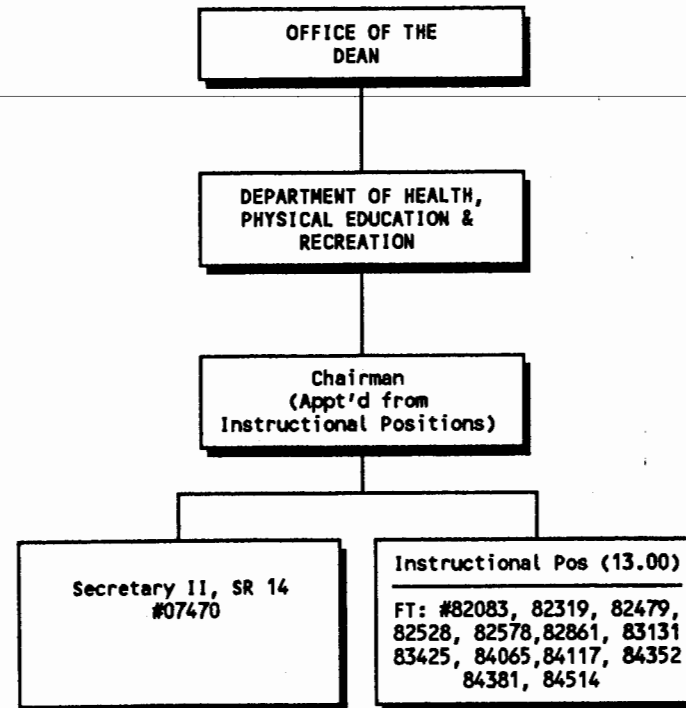 OFFICE OF THE
DEAN
DEPARTMENT OF HEALTH,
PHYSICAL EDUCATION &
RECREATION
Chairman
(Appt'd from
Instructional Positions)
Secretary II, SR 14
#07470
Instructional Pos (13.00)
FT: #82083, 82319, 82479,
82528, 82578,82861, 83131
83425, 84065,84117, 84352
84381, 84514